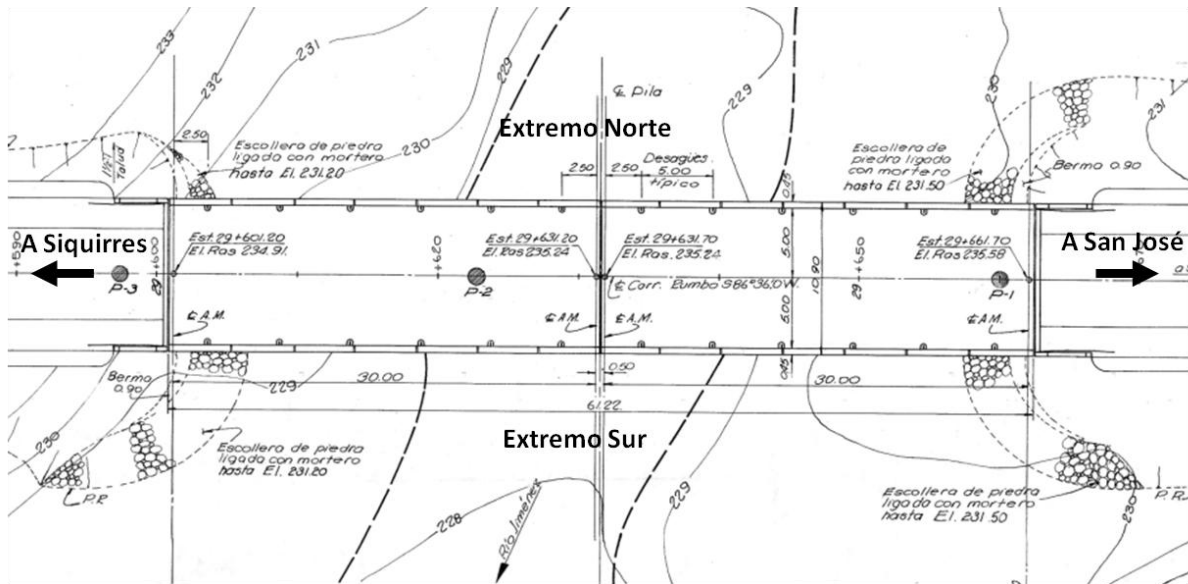 233
232
231
229
230
229
230
231
℄ Pila
Extremo Norte
2.50
1½:1
Talud
Escollera de piedra
ligada con mortero
hasta El. 231.20
2.50
2.50
Desagües
5.00
típico
0.45
Escollera de
piedra ligada
con mortero
hasta El. 231.50
Berma 0.90
A Siquirres
+590
29+600
Est. 29+601.20
El. Ras 234.91
+620
Est. 29+631.20
El. Ras 235.24
Est. 29+631.70
El. Ras 235.24
5.00
10.90
29+650
Est. 29+661.70
El. Ras 235.58
A San José
P-3
P-2
℄ Carr. Rumbo S86°36.0W.
P-1
℄ A.M.
℄ A.M.
℄ A.M.
5.00
℄ A.M.
Berma
0.90
229
30.00
0.50
0.45
30.00
61.22
230
Escollera de piedra
ligada con mortero
hasta El. 231.20
P.R.
Extremo Sur
228
Río Jiménez
229
Escollera de piedra
ligada con mortero
hasta El. 231.50
230
P.R.